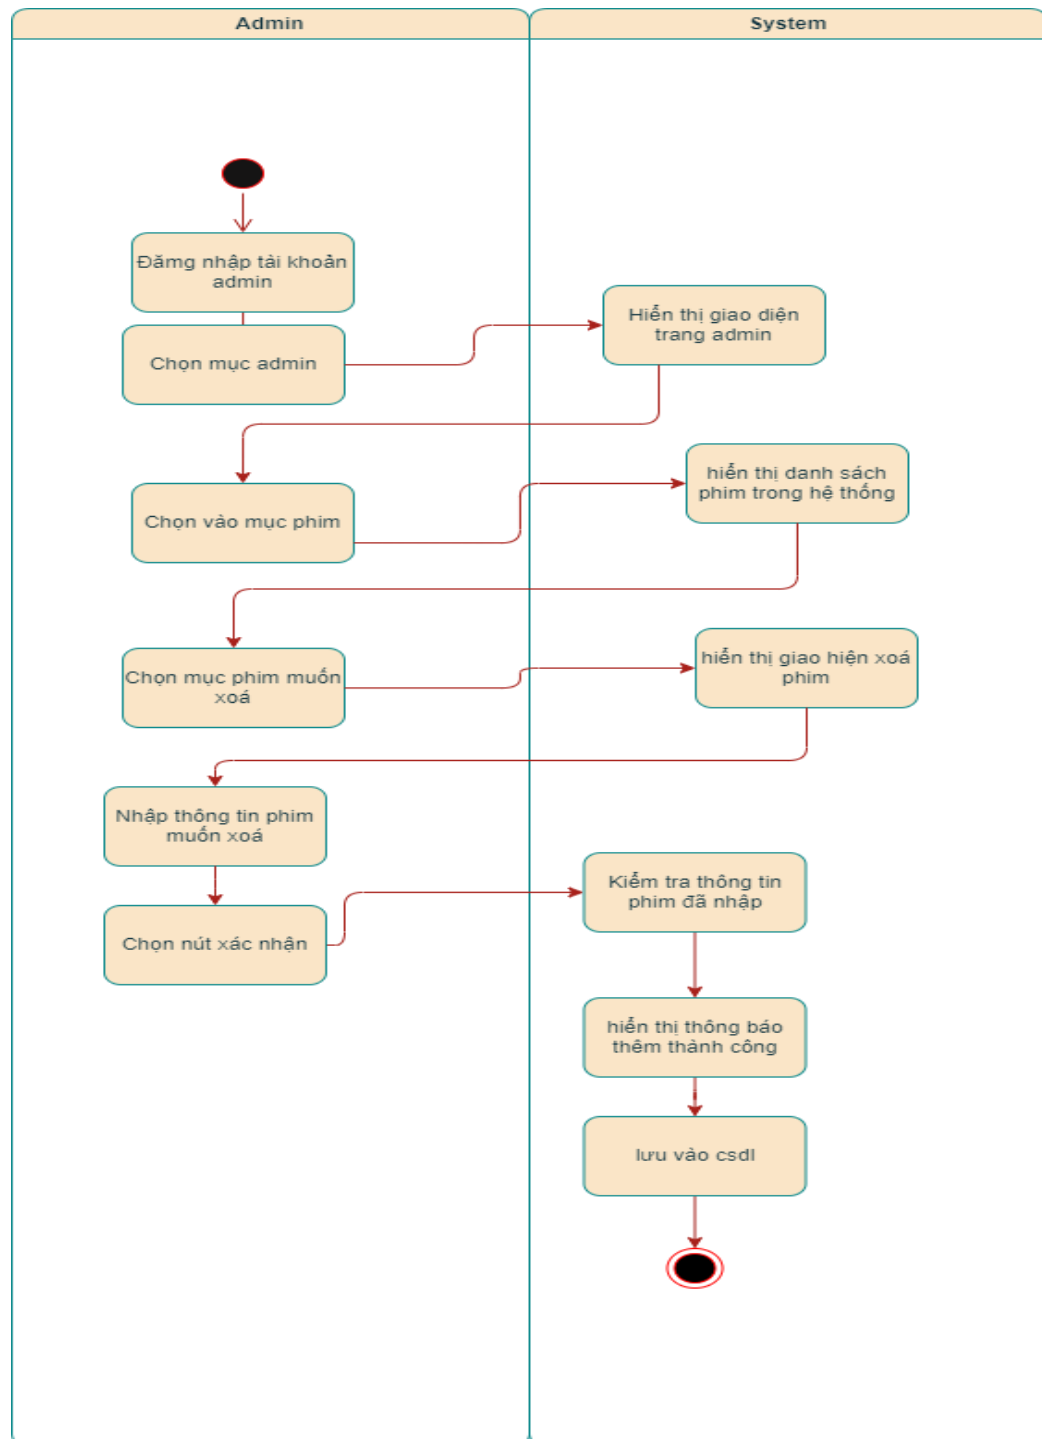 Admin
System
Đămg nhập tài khoản
admin
Chọn mục admin
Hiển thị giao diện
trang admin
Chọn vào mục phim
hiển thị danh sách
phim trong hệ thống
Chọn mục phim muốn
xoá
hiển thị giao hiện xoá
phim
Nhập thông tin phim
muốn xoá
Chọn nút xác nhận
Kiểm tra thông tin
phim đã nhập
hiển thị thông báo
thêm thành công
lưu vào csdl